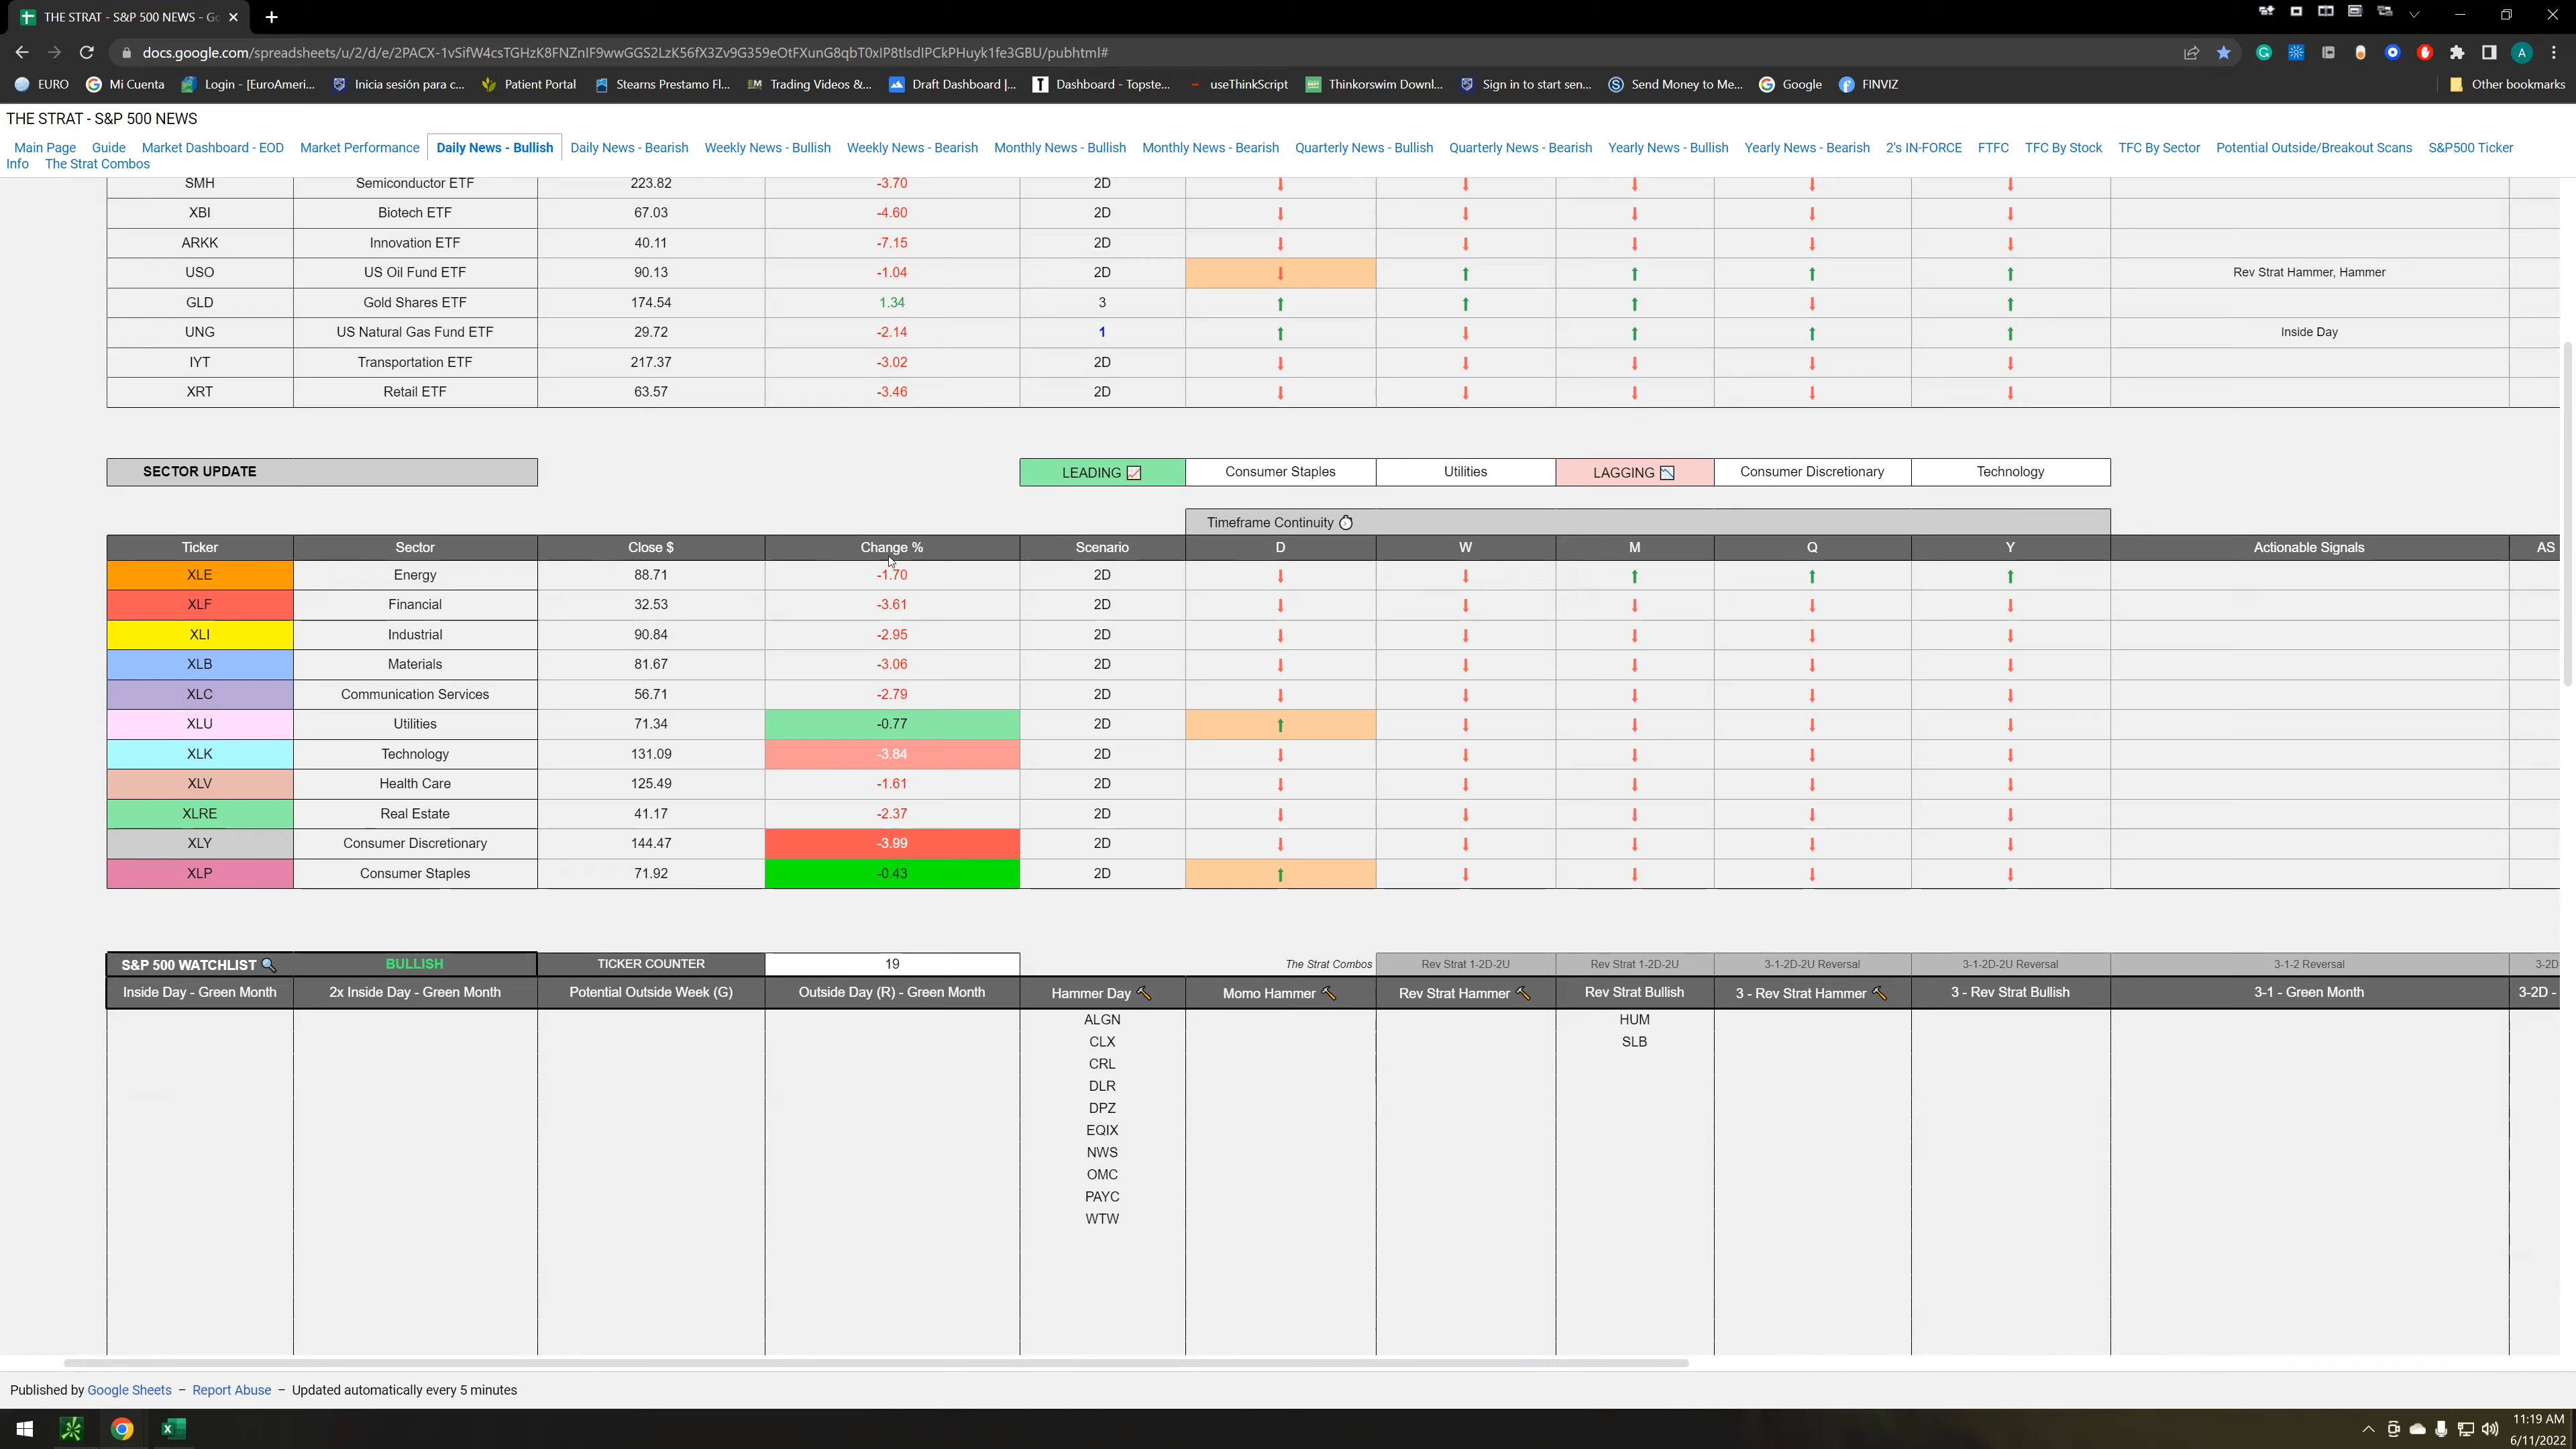 THE STRAT - S&P 500 NEWS - Go
docs.google.com/spreadsheets/u/2/d/e/2PACX-1vSifW4csTGHzK8FNZnIF9wwGGS2LzK56fX3Zv9G359eOtFXunG8qbT0xIP8tlsdIPCkPHuyk1fe3GBU/pubhtml#
A
EURO Mi Cuenta Login - [EuroAmeri... Inicia sesión para c... Patient Portal Stearns Prestamo Fl... Trading Videos &... Draft Dashboard |... Dashboard - Topste... useThinkScript Thinkorswim Downl... Sign in to start sen... Send Money to Me... Google FINVIZ Other bookmarks
THE STRAT - S&P 500 NEWS
Main Page Guide Market Dashboard - EOD Market Performance Daily News - Bullish Daily News - Bearish Weekly News - Bullish Weekly News - Bearish Monthly News - Bullish Monthly News - Bearish Quarterly News - Bullish Quarterly News - Bearish Yearly News - Bullish Yearly News - Bearish 2's IN-FORCE FTFC TFC By Stock TFC By Sector Potential Outside/Breakout Scans S&P500 Ticker
Info The Strat Combos
SMH Semiconductor ETF 223.82 -3.70 2D
XBI Biotech ETF 67.03 -4.60 2D
ARKK Innovation ETF 40.11 -7.15 2D
USO US Oil Fund ETF 90.13 -1.04 2D Rev Strat Hammer, Hammer
GLD Gold Shares ETF 174.54 1.34 3
UNG US Natural Gas Fund ETF 29.72 -2.14 1 Inside Day
IYT Transportation ETF 217.37 -3.02 2D
XRT Retail ETF 63.57 -3.46 2D
SECTOR UPDATE LEADING Consumer Staples Utilities LAGGING Consumer Discretionary Technology
Timeframe Continuity
Ticker Sector Close $ Change % Scenario D W M Q Y Actionable Signals AS
XLE Energy 88.71 -1.70 2D
XLF Financial 32.53 -3.61 2D
XLI Industrial 90.84 -2.95 2D
XLB Materials 81.67 -3.06 2D
XLC Communication Services 56.71 -2.79 2D
XLU Utilities 71.34 -0.77 2D
XLK Technology 131.09 -3.84 2D
XLV Health Care 125.49 -1.61 2D
XLRE Real Estate 41.17 -2.37 2D
XLY Consumer Discretionary 144.47 -3.99 2D
XLP Consumer Staples 71.92 -0.43 2D
S&P 500 WATCHLIST BULLISH TICKER COUNTER 19 The Strat Combos Rev Strat 1-2D-2U Rev Strat 1-2D-2U 3-1-2D-2U Reversal 3-1-2D-2U Reversal 3-1-2 Reversal 3-2D
Inside Day - Green Month 2x Inside Day - Green Month Potential Outside Week (G) Outside Day (R) - Green Month Hammer Day Momo Hammer Rev Strat Hammer Rev Strat Bullish 3 - Rev Strat Hammer 3 - Rev Strat Bullish 3-1 - Green Month 3-2D -
ALGN HUM
CLX SLB
CRL
DLR
DPZ
EQIX
NWS
OMC
PAYC
WTW
Published by Google Sheets – Report Abuse – Updated automatically every 5 minutes
11:19 AM
6/11/2022